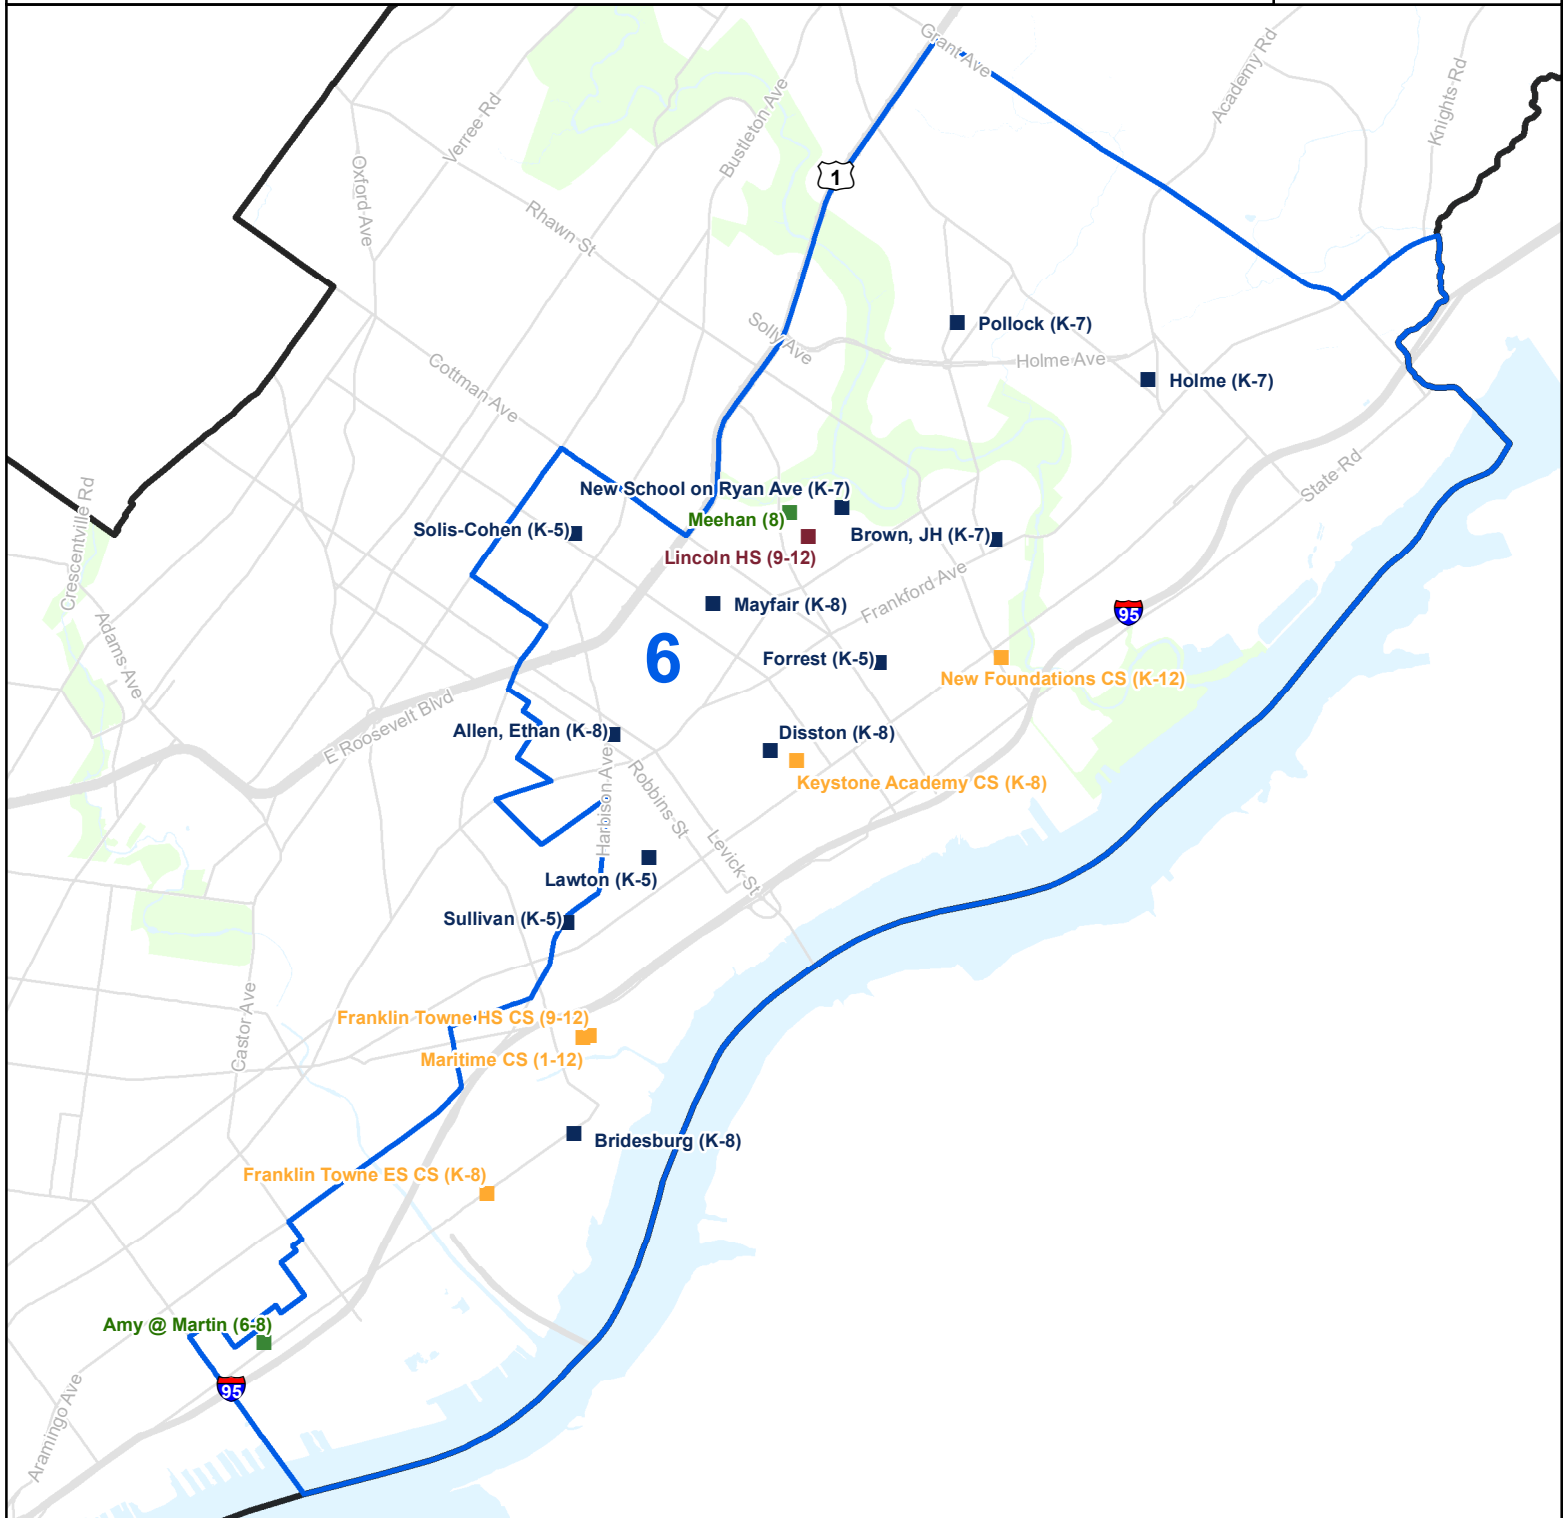 Grant Ave
Academy Rd
Knights Rd
Verree Rd
Bustleton Ave
Oxford Ave
1
Rhawn St
Solly Ave
Pollock (K-7)
Holme Ave
Holme (K-7)
Cottman Ave
State Rd
New School on Ryan Ave (K-7)
Meehan (8)
Solis-Cohen (K-5)
Brown, JH (K-7)
Lincoln HS (9-12)
Crescentville Rd
Frankford Ave
Mayfair (K-8)
95
6
Adams Ave
Forrest (K-5)
New Foundations CS (K-12)
E Roosevelt Blvd
Allen, Ethan (K-8)
Disston (K-8)
Keystone Academy CS (K-8)
Harbison Ave
Robbins St
Levick St
Lawton (K-5)
Sullivan (K-5)
Castor Ave
Franklin Towne HS CS (9-12)
Maritime CS (1-12)
Bridesburg (K-8)
Franklin Towne ES CS (K-8)
Amy @ Martin (6-8)
95
Aramingo Ave